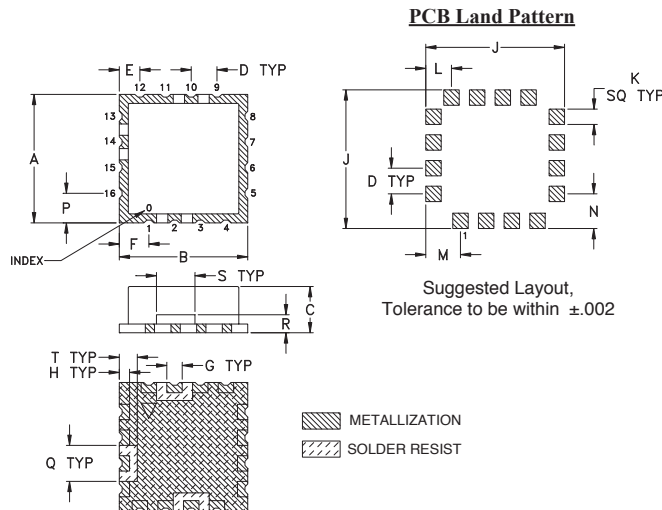 PCB Land Pattern
E
D TYP
12
11
10
9
13
14
15
16
8
7
6
5
A
P
0
1
2
3
4
F
B
INDEX
S TYP
C
R
T TYP
H TYP
G TYP
Q TYP
J
L
K
SQ TYP
J
D TYP
N
1
M
Suggested Layout,
Tolerance to be within ±.002
METALLIZATION
SOLDER RESIST